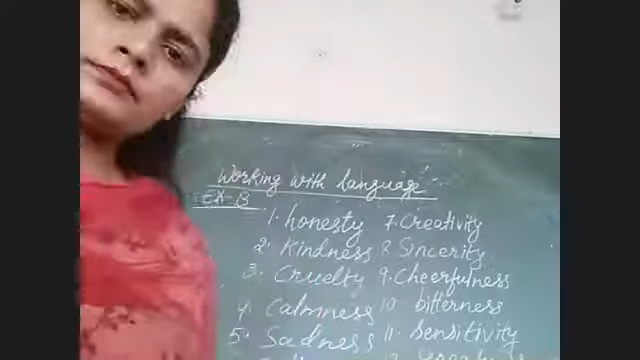 Working with language:-
Ex-8
1. honesty 7. Creativity
2. Kindness 8 Sincerity
3. Cruelty 9. Cheerfulness
4. Calmness 10. bitterness
5. Sadness 11. Sensitivity